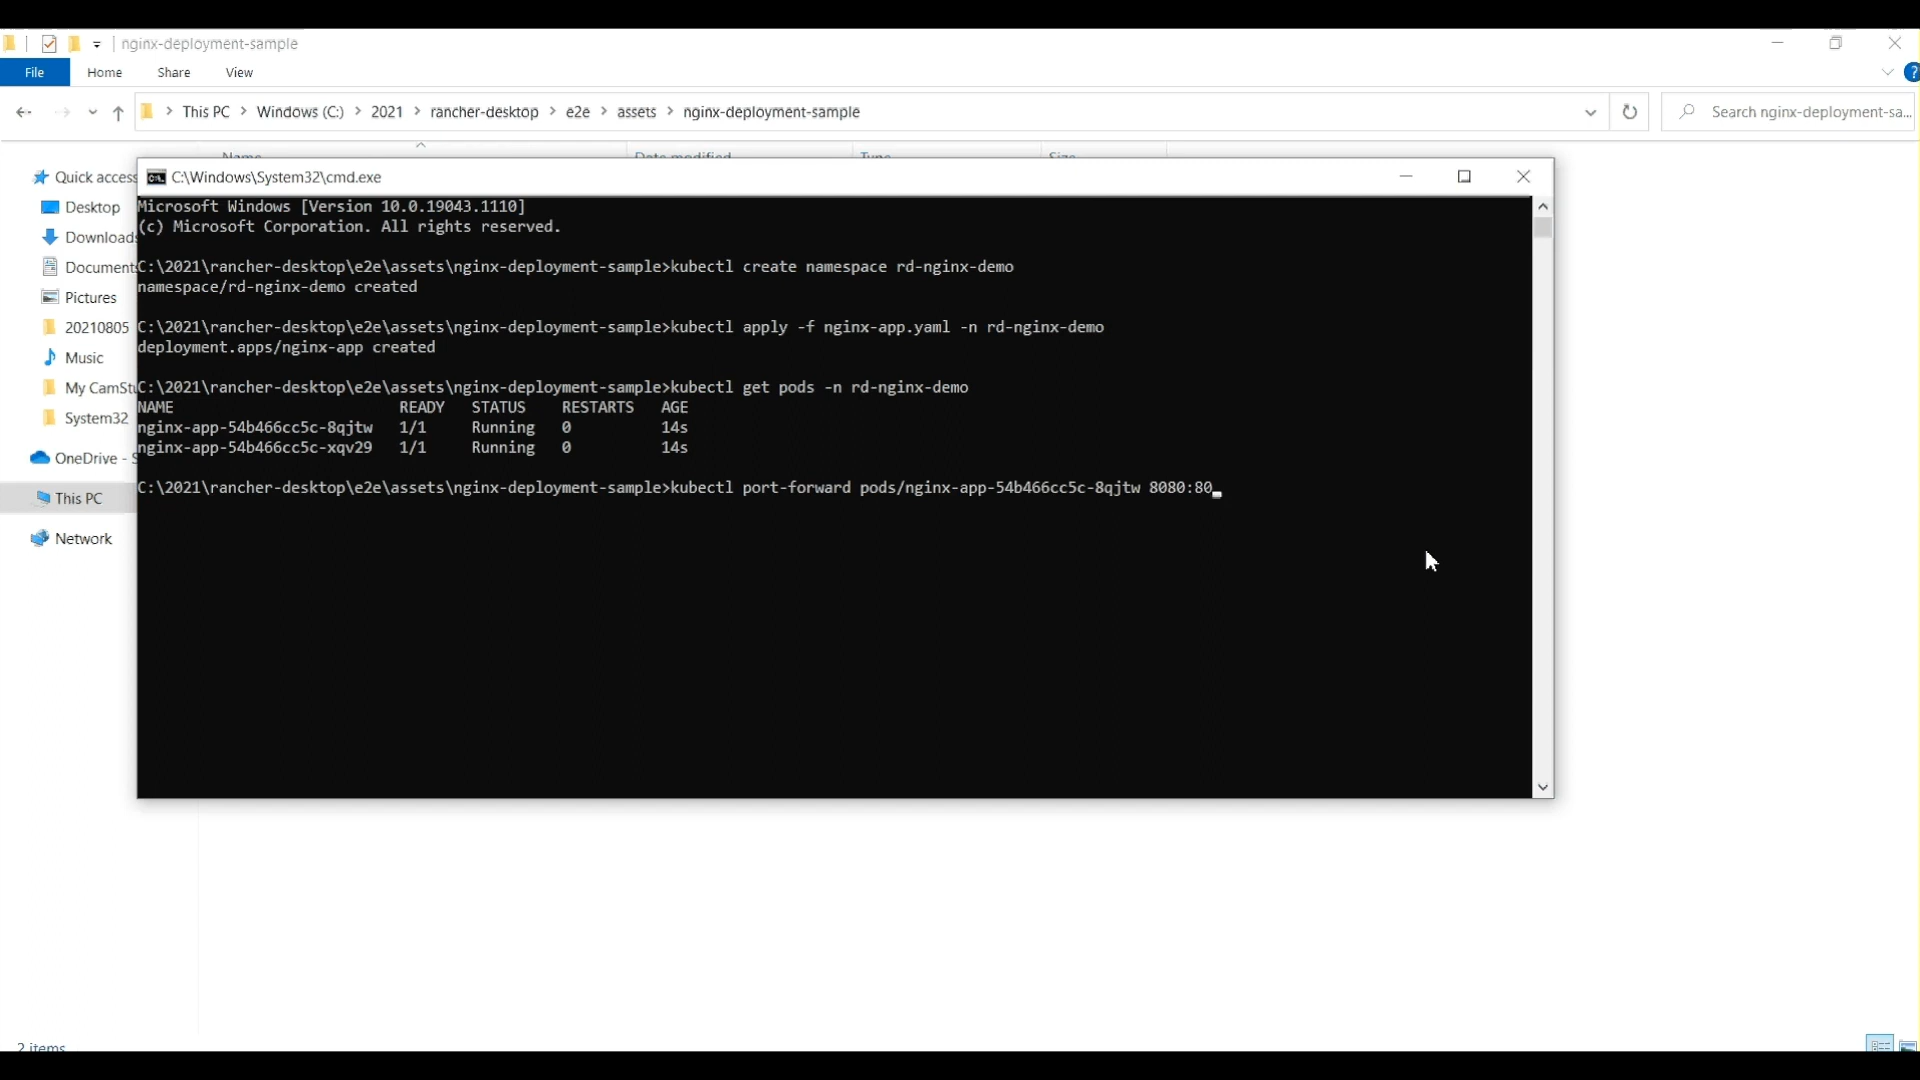 nginx-deployment-sample
File Home Share View
This PC Windows (C:) 2021 rancher-desktop e2e assets nginx-deployment-sample
Search nginx-deployment-sa...
Name Date modified Type Size
Quick access
Desktop
Downloads
Document
Pictures
20210805
Music
My CamStu
System32
OneDrive - S
This PC
Network
C:\Windows\System32\cmd.exe
Microsoft Windows [Version 10.0.19043.1110]
(c) Microsoft Corporation. All rights reserved.
C:\2021\rancher-desktop\e2e\assets\nginx-deployment-sample>kubectl create namespace rd-nginx-demo
namespace/rd-nginx-demo created
C:\2021\rancher-desktop\e2e\assets\nginx-deployment-sample>kubectl apply -f nginx-app.yaml -n rd-nginx-demo
deployment.apps/nginx-app created
C:\2021\rancher-desktop\e2e\assets\nginx-deployment-sample>kubectl get pods -n rd-nginx-demo
NAME READY STATUS RESTARTS AGE
nginx-app-54b466cc5c-8qjtw 1/1 Running 0 14s
nginx-app-54b466cc5c-xqv29 1/1 Running 0 14s
C:\2021\rancher-desktop\e2e\assets\nginx-deployment-sample>kubectl port-forward pods/nginx-app-54b466cc5c-8qjtw 8080:80
2 items